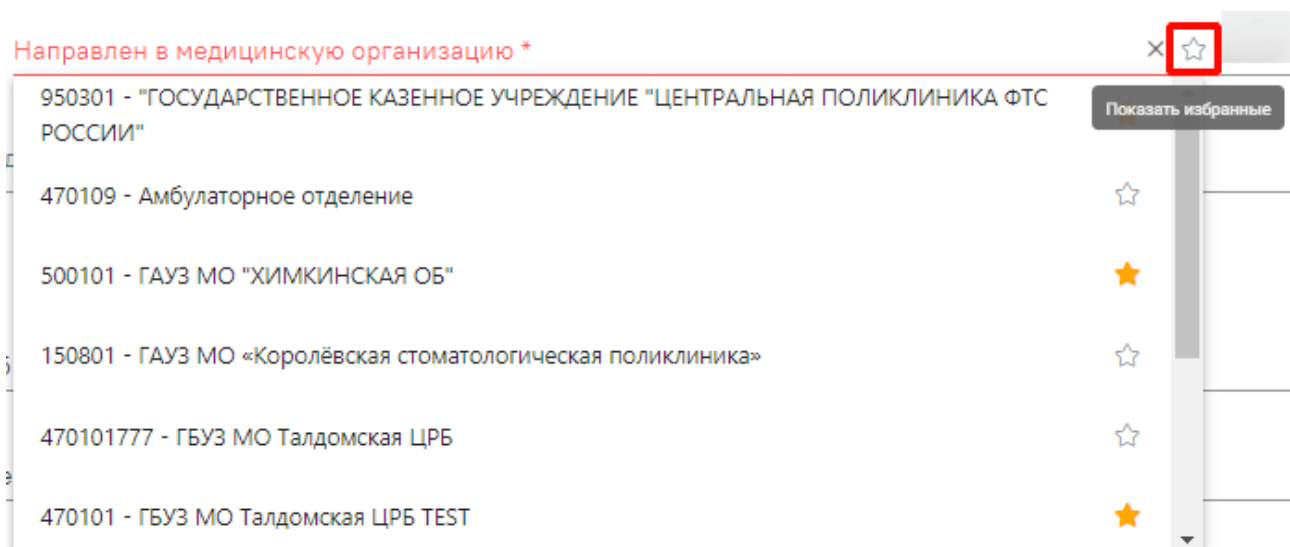 Направлен в медицинскую организацию *
950301 - "ГОСУДАРСТВЕННОЕ КАЗЕННОЕ УЧРЕЖДЕНИЕ "ЦЕНТРАЛЬНАЯ ПОЛИКЛИНИКА ФТС
РОССИИ"
Показать избранные
470109 - Амбулаторное отделение
500101 - ГАУЗ МО "ХИМКИНСКАЯ ОБ"
150801 - ГАУЗ МО «Королёвская стоматологическая поликлиника»
470101777 - ГБУЗ МО Талдомская ЦРБ
470101 - ГБУЗ МО Талдомская ЦРБ TEST